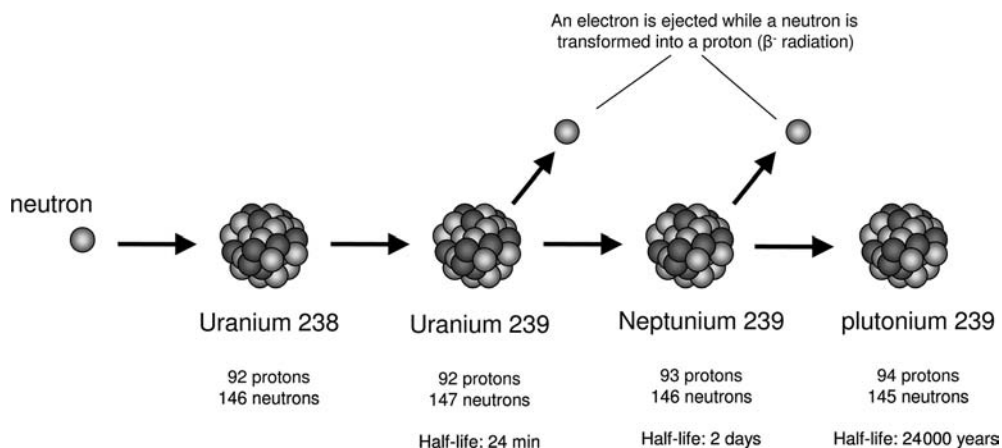 An electron is ejected while a neutron is
transformed into a proton (β⁻ radiation)
neutron
Uranium 238
Uranium 239
Neptunium 239
plutonium 239
92 protons
146 neutrons
92 protons
147 neutrons
93 protons
146 neutrons
94 protons
145 neutrons
Half-life: 24 min
Half-life: 2 days
Half-life: 24000 years